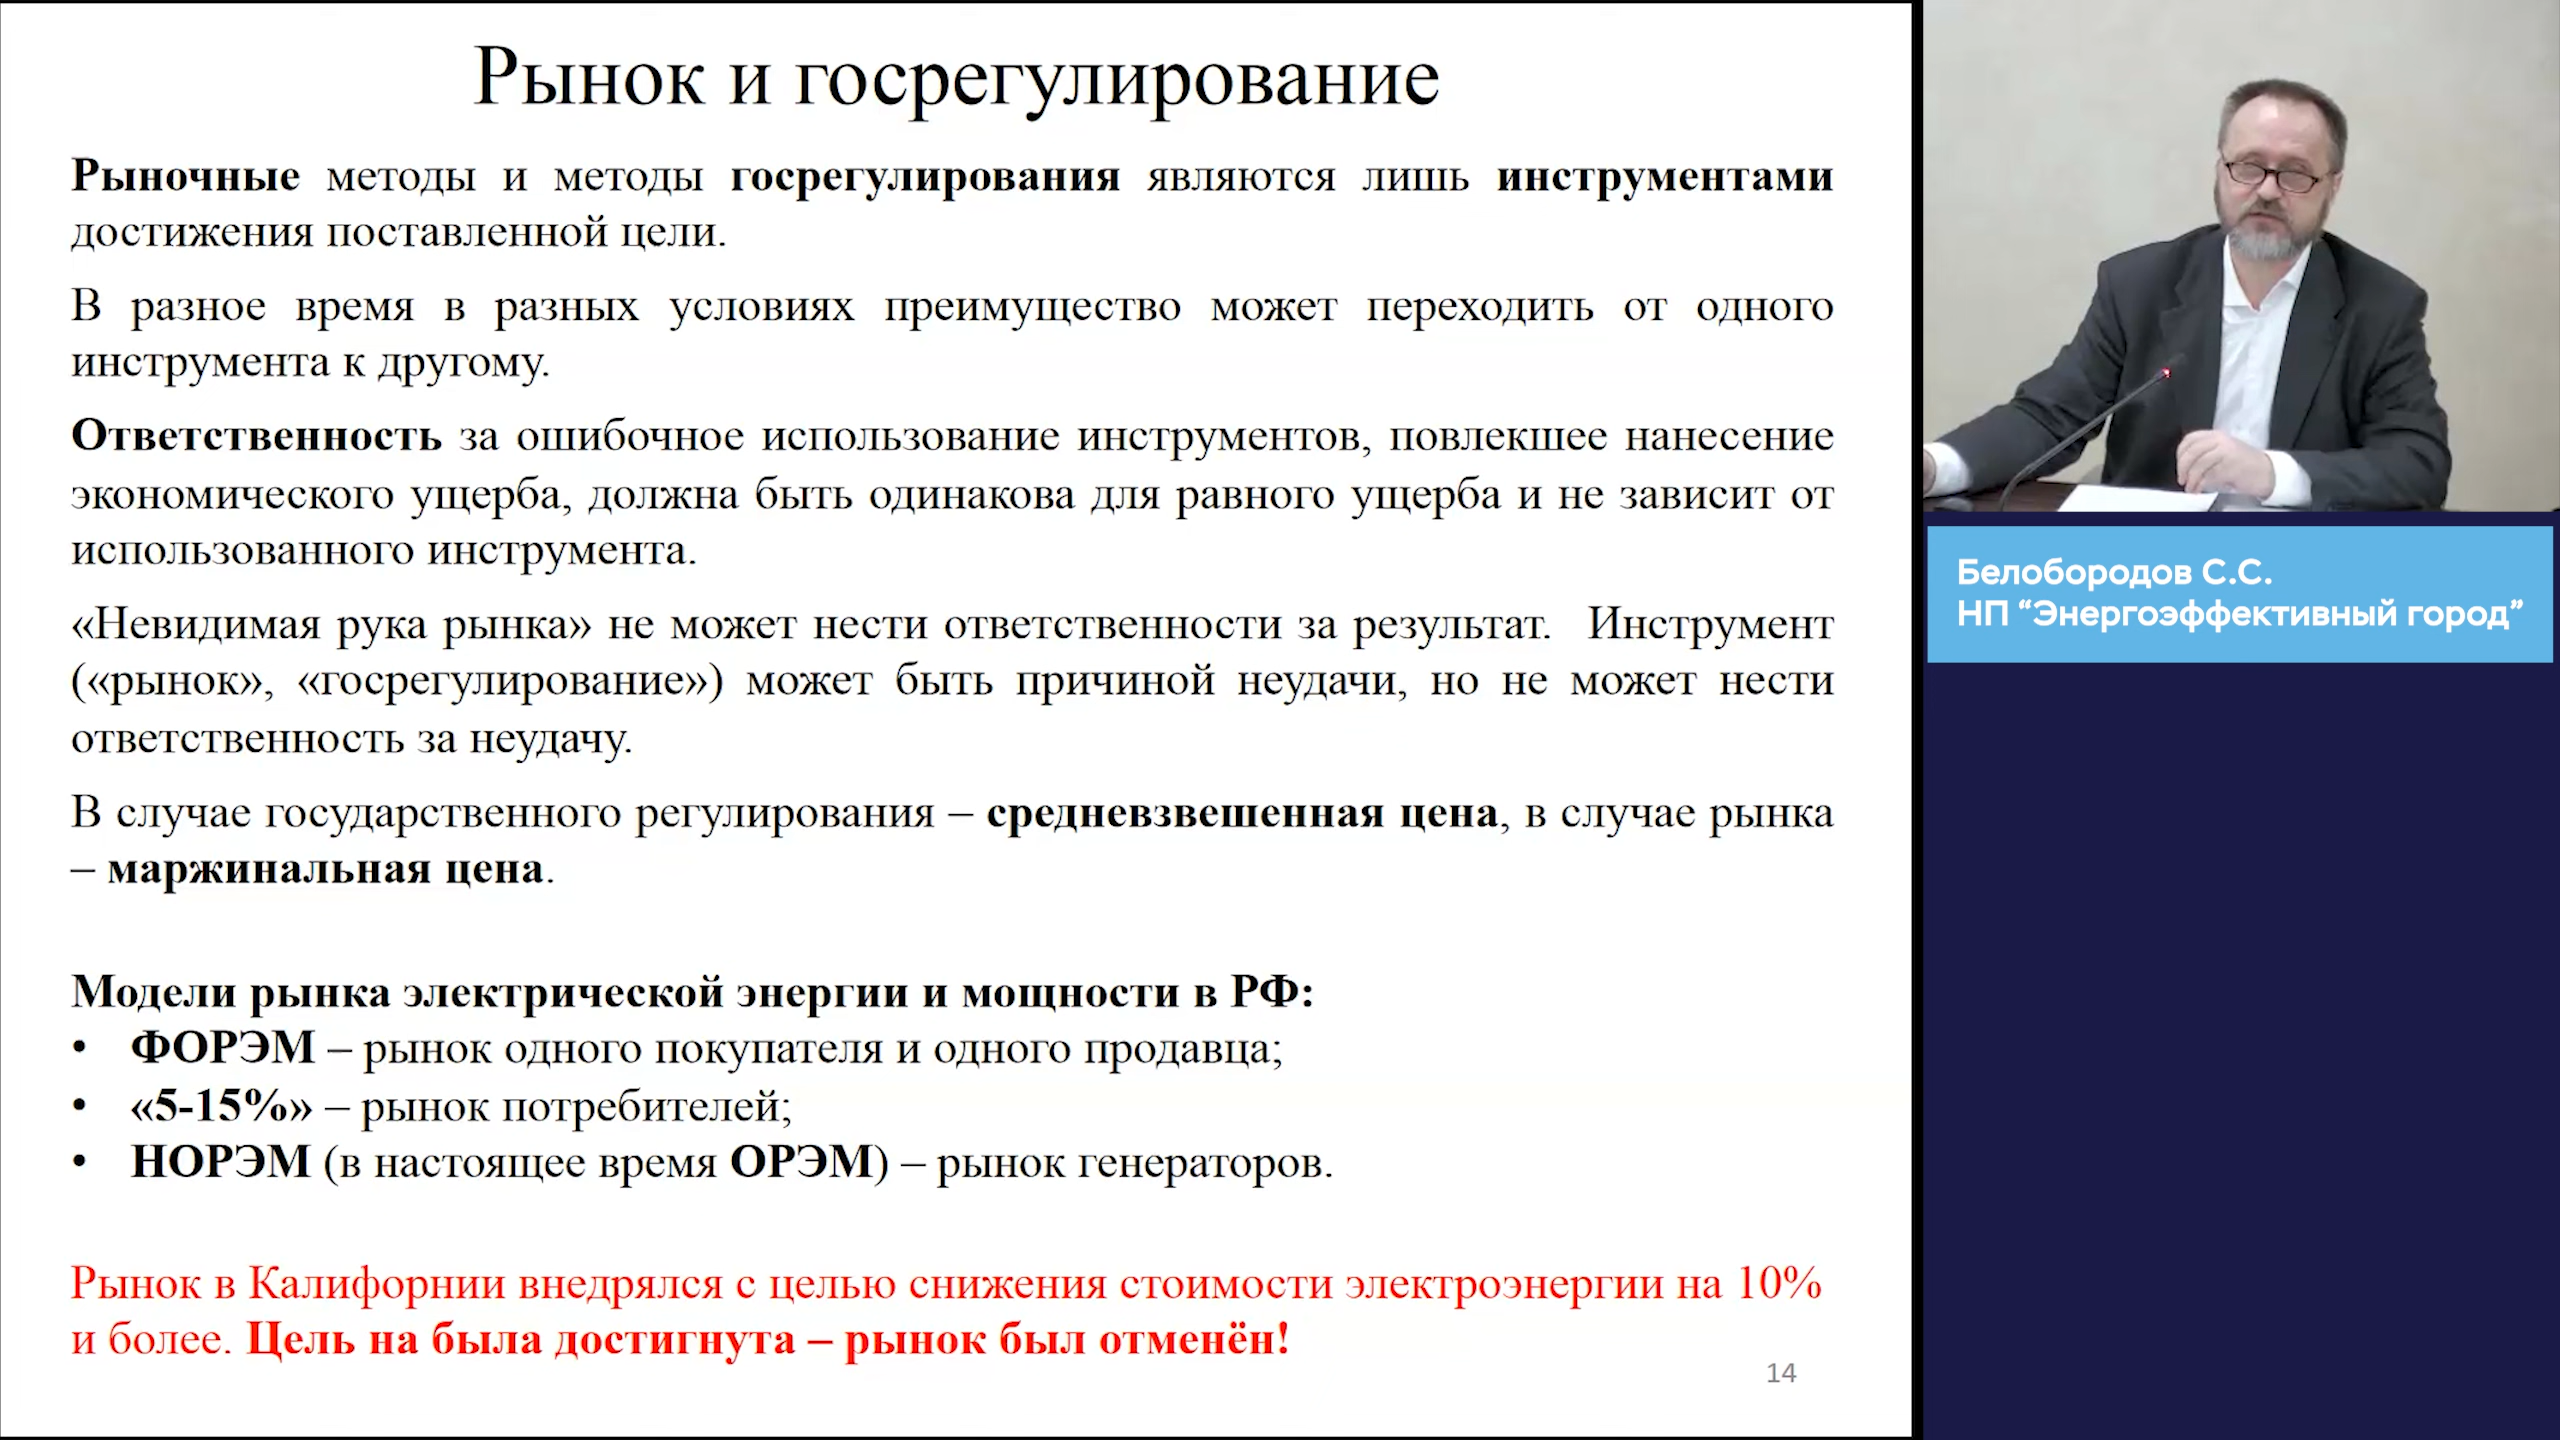 Рынок и госрегулирование
Рыночные методы и методы госрегулирования являются лишь инструментами
достижения поставленной цели.
В разное время в разных условиях преимущество может переходить от одного
инструмента к другому.
Ответственность за ошибочное использование инструментов, повлекшее нанесение
экономического ущерба, должна быть одинакова для равного ущерба и не зависит от
использованного инструмента.
«Невидимая рука рынка» не может нести ответственности за результат. Инструмент
(«рынок», «госрегулирование») может быть причиной неудачи, но не может нести
ответственность за неудачу.
В случае государственного регулирования – средневзвешенная цена, в случае рынка
– маржинальная цена.
Модели рынка электрической энергии и мощности в РФ:
• ФОРЭМ – рынок одного покупателя и одного продавца;
• «5-15%» – рынок потребителей;
• НОРЭМ (в настоящее время ОРЭМ) – рынок генераторов.
Рынок в Калифорнии внедрялся с целью снижения стоимости электроэнергии на 10%
и более. Цель на была достигнута – рынок был отменён!
14
Белобородов С.С.
НП “Энергоэффективный город”